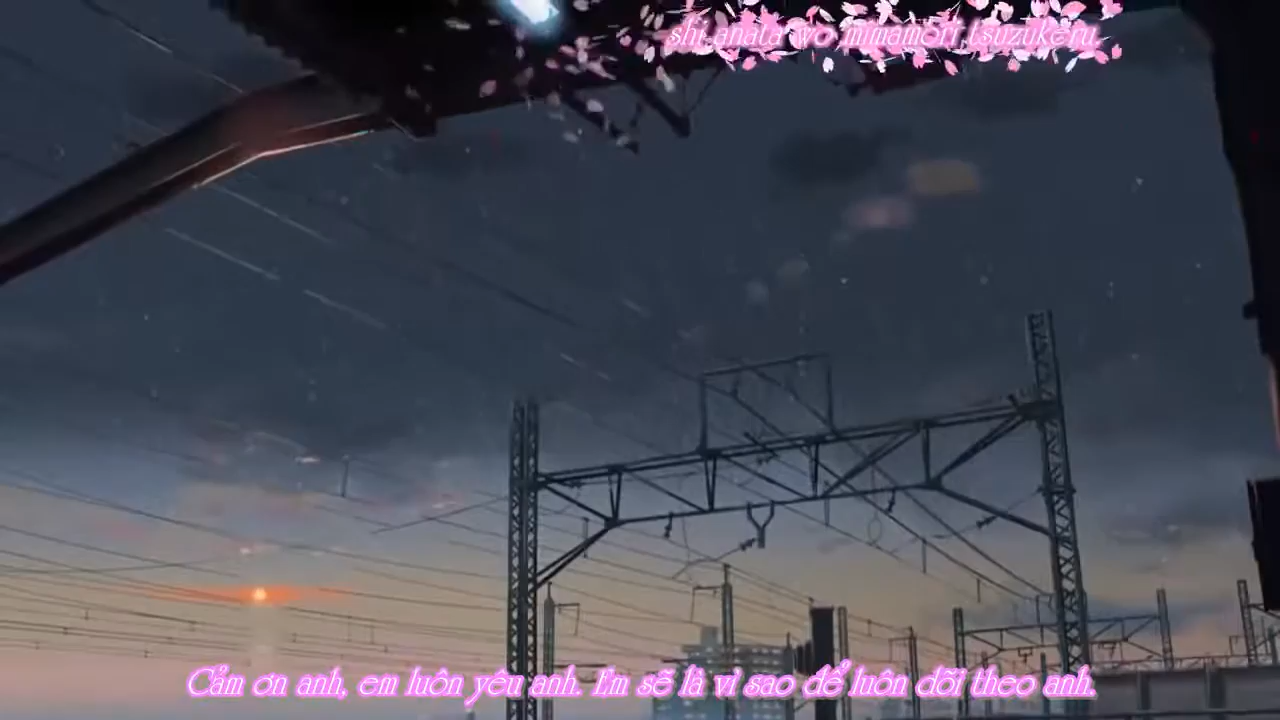 shi anata wo mimamori tsuzukeru
Cảm ơn anh, em luôn yêu anh. Em sẽ là vì sao để luôn dõi theo anh.